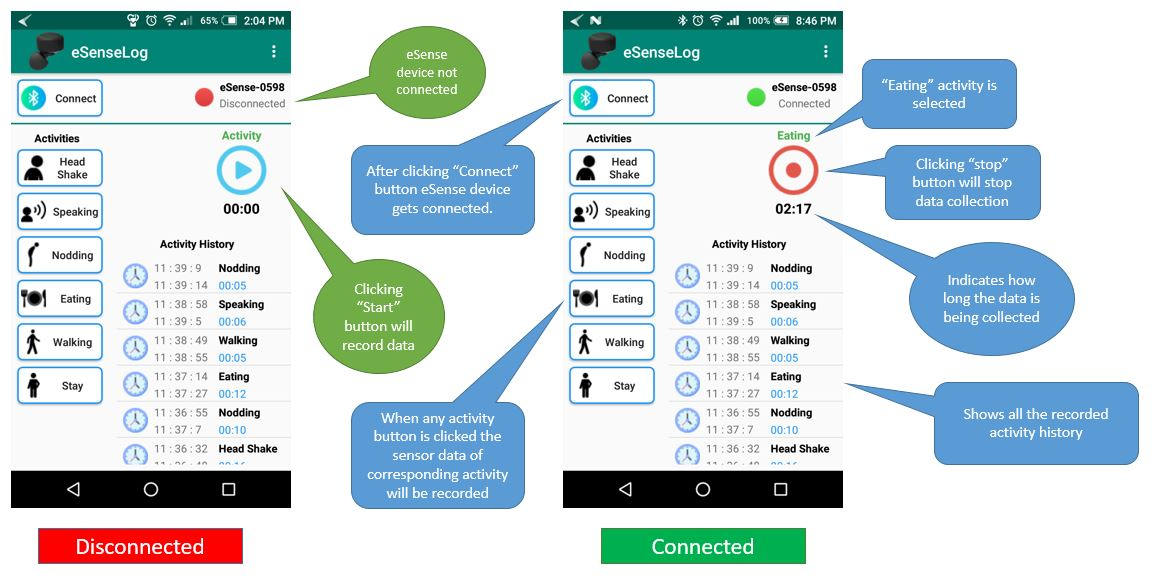 65% 2:04 PM
eSenseLog
Connect
eSense-0598
Disconnected
Activities
Activity
Head
Shake
00:00
Speaking
Activity History
Nodding
11 : 39 : 9 Nodding
11 : 39 : 14 00:05
Eating
11 : 38 : 58 Speaking
11 : 39 : 5 00:06
Walking
11 : 38 : 49 Walking
11 : 38 : 55 00:05
Stay
11 : 37 : 14 Eating
11 : 37 : 27 00:12
11 : 36 : 55 Nodding
11 : 37 : 7 00:10
11 : 36 : 32 Head Shake
Disconnected
eSense
device not
connected
After clicking “Connect”
button eSense device
gets connected.
Clicking
“Start”
button will
record data
When any activity
button is clicked the
sensor data of
corresponding activity
will be recorded
100% 8:46 PM
eSenseLog
Connect
eSense-0598
Connected
Activities
Eating
Head
Shake
02:17
Speaking
Activity History
Nodding
11 : 39 : 9 Nodding
11 : 39 : 14 00:05
Eating
11 : 38 : 58 Speaking
11 : 39 : 5 00:06
Walking
11 : 38 : 49 Walking
11 : 38 : 55 00:05
Stay
11 : 37 : 14 Eating
11 : 37 : 27 00:12
11 : 36 : 55 Nodding
11 : 37 : 7 00:10
11 : 36 : 32 Head Shake
Connected
“Eating” activity is
selected
Clicking “stop”
button will stop
data collection
Indicates how
long the data is
being collected
Shows all the recorded
activity history